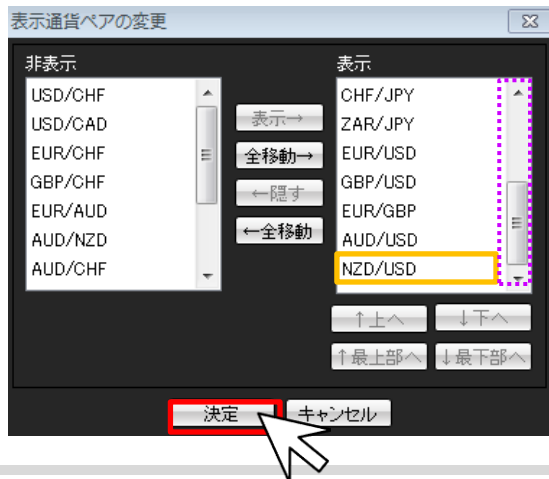 表示通貨ペアの変更
非表示
USD/CHF
USD/CAD
EUR/CHF
GBP/CHF
EUR/AUD
AUD/NZD
AUD/CHF
表示→
全移動→
←隠す
←全移動
表示
CHF/JPY
ZAR/JPY
EUR/USD
GBP/USD
EUR/GBP
AUD/USD
NZD/USD
↑上へ
↓下へ
↑最上部へ
↓最下部へ
決定
キャンセル